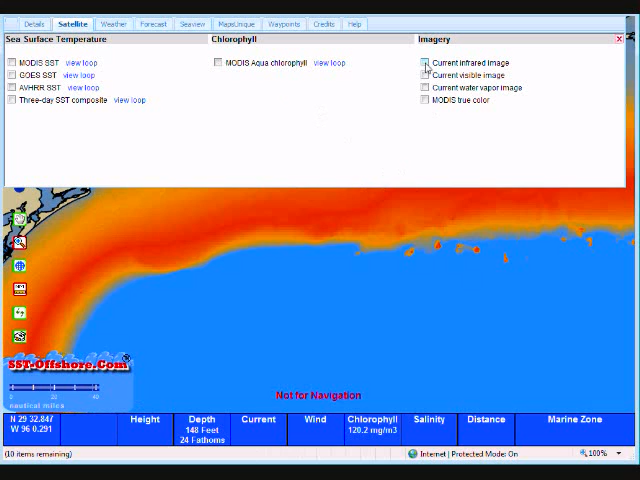 Details Satellite Weather Forecast Seaview MapsUnique Waypoints Credits Help
Sea Surface Temperature Chlorophyll Imagery
MODIS SST view loop MODIS Aqua chlorophyll view loop Current infrared image
GOES SST view loop Current visible image
AVHRR SST view loop Current water vapor image
Three-day SST composite view loop MODIS true color
SST-Offshore.Com
0 20 40
nautical miles
Not for Navigation
N 29 32.847 Height Depth Current Wind Chlorophyll Salinity Distance Marine Zone
W 96 0.291 148 Feet 120.2 mg/m3
24 Fathoms
(10 items remaining) Internet | Protected Mode: On 100%